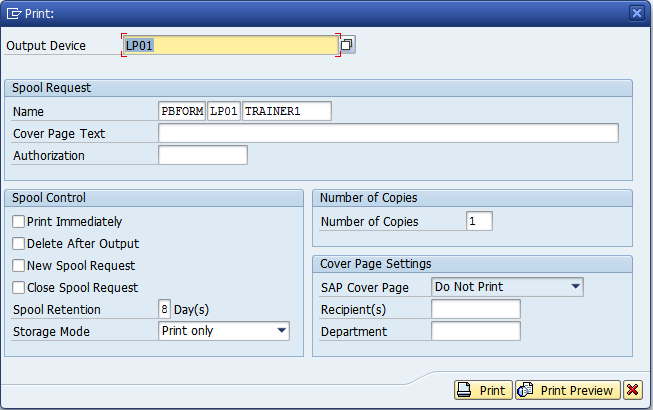 Print:
Output Device LP01
Spool Request
Name PBFORM LP01 TRAINER1
Cover Page Text
Authorization
Spool Control
Print Immediately
Delete After Output
New Spool Request
Close Spool Request
Spool Retention 8 Day(s)
Storage Mode Print only
Number of Copies
Number of Copies 1
Cover Page Settings
SAP Cover Page Do Not Print
Recipient(s)
Department
Print Print Preview